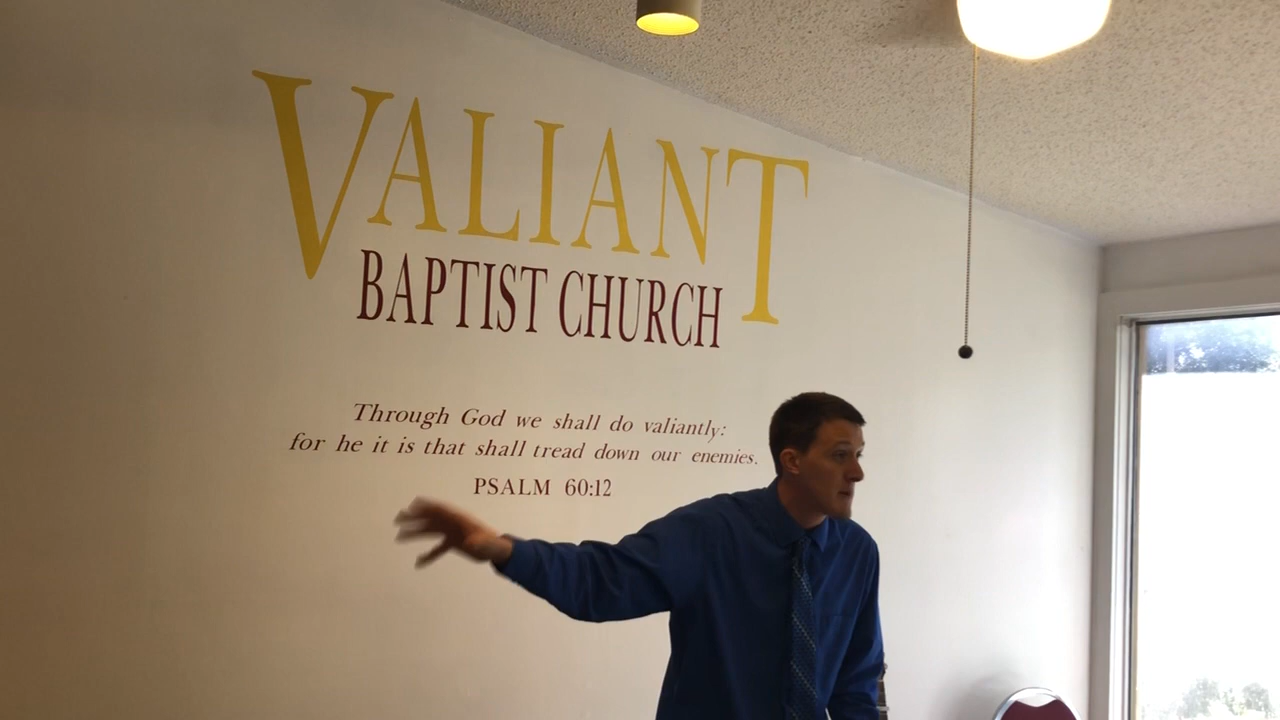 VALIANT
BAPTIST CHURCH
Through God we shall do valiantly:
for he it is that shall tread down our enemies.
PSALM 60:12